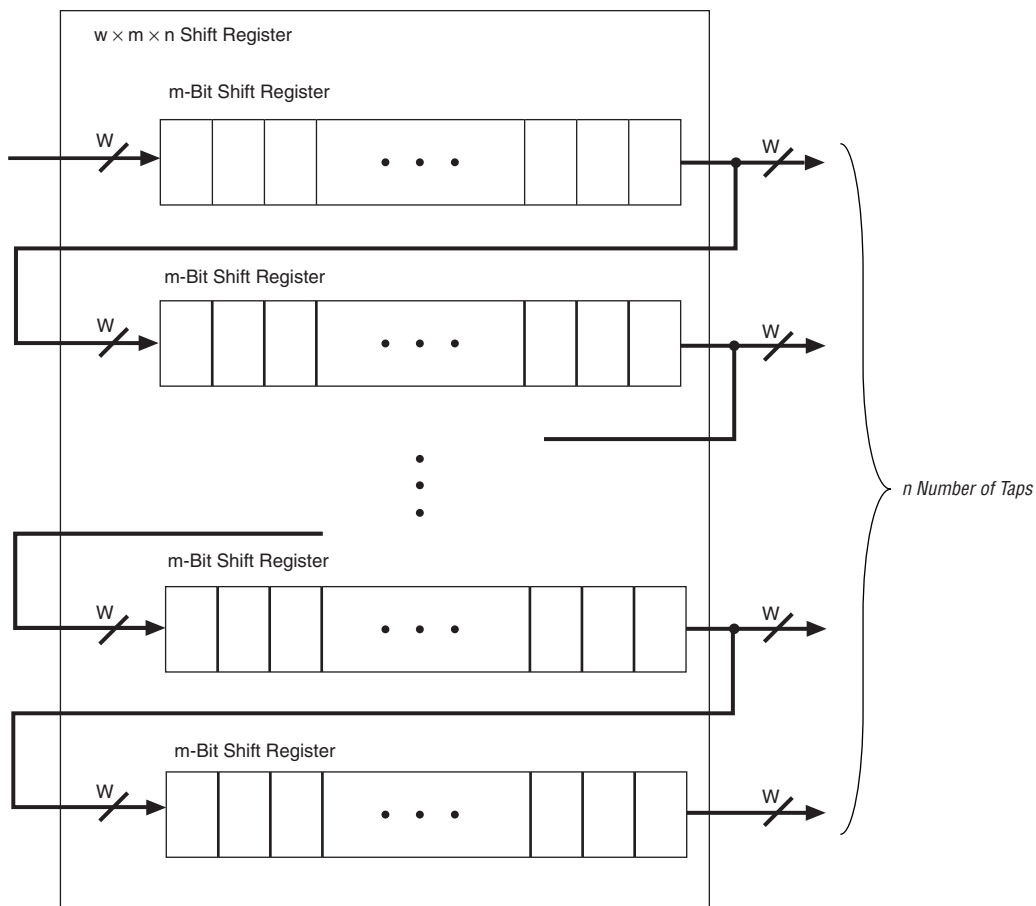 w × m × n Shift Register
m-Bit Shift Register
W
W
m-Bit Shift Register
W
W
n Number of Taps
m-Bit Shift Register
W
W
m-Bit Shift Register
W
W